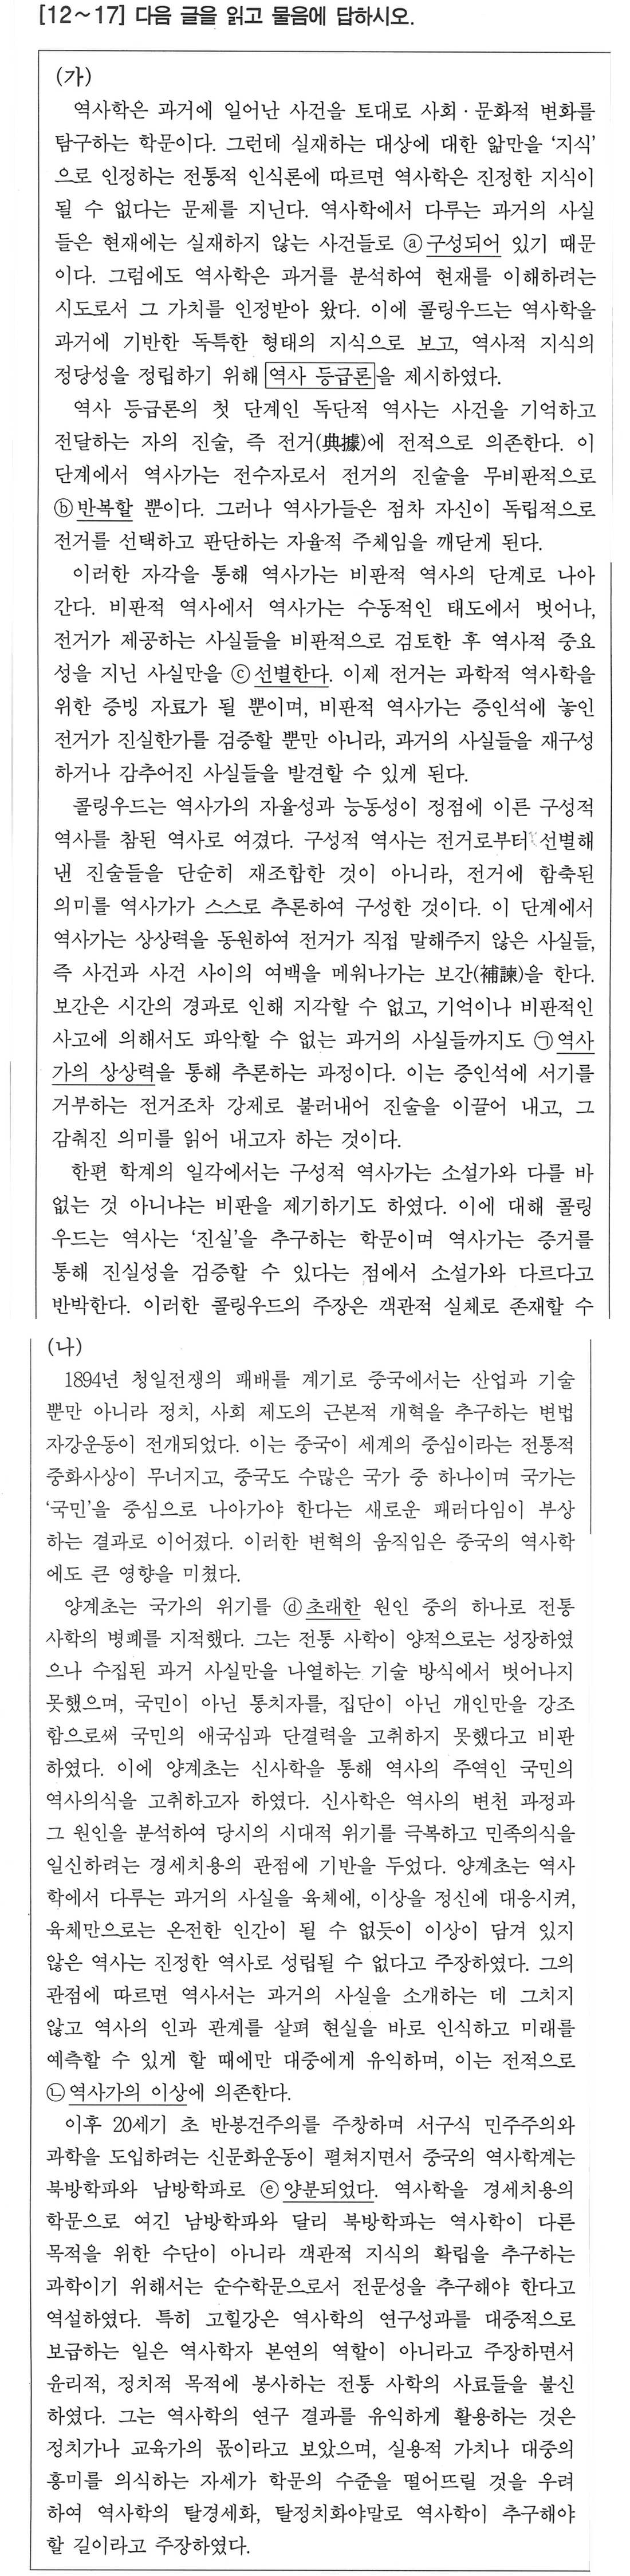 [12~17] 다음 글을 읽고 물음에 답하시오.
(가)
역사학은 과거에 일어난 사건을 토대로 사회·문화적 변화를
탐구하는 학문이다. 그런데 실재하는 대상에 대한 앎만을 ‘지식’
으로 인정하는 전통적 인식론에 따르면 역사학은 진정한 지식이
될 수 없다는 문제를 지닌다. 역사학에서 다루는 과거의 사실
들은 현재에는 실재하지 않는 사건들로 ⓐ구성되어 있기 때문
이다. 그럼에도 역사학은 과거를 분석하여 현재를 이해하려는
시도로서 그 가치를 인정받아 왔다. 이에 콜링우드는 역사학을
과거에 기반한 독특한 형태의 지식으로 보고, 역사적 지식의
정당성을 정립하기 위해 역사 등급론을 제시하였다.
역사 등급론의 첫 단계인 독단적 역사는 사건을 기억하고
전달하는 자의 진술, 즉 전거(典據)에 전적으로 의존한다. 이
단계에서 역사가는 전수자로서 전거의 진술을 무비판적으로
ⓑ반복할 뿐이다. 그러나 역사가들은 점차 자신이 독립적으로
전거를 선택하고 판단하는 자율적 주체임을 깨닫게 된다.
이러한 자각을 통해 역사가는 비판적 역사의 단계로 나아
간다. 비판적 역사에서 역사가는 수동적인 태도에서 벗어나,
전거가 제공하는 사실들을 비판적으로 검토한 후 역사적 중요
성을 지닌 사실만을 ⓒ선별한다. 이제 전거는 과학적 역사학을
위한 증빙 자료가 될 뿐이며, 비판적 역사가는 증인석에 놓인
전거가 진실한가를 검증할 뿐만 아니라, 과거의 사실들을 재구성
하거나 감추어진 사실들을 발견할 수 있게 된다.
콜링우드는 역사가의 자율성과 능동성이 정점에 이른 구성적
역사를 참된 역사로 여겼다. 구성적 역사는 전거로부터 선별해
낸 진술들을 단순히 재조합한 것이 아니라, 전거에 함축된
의미를 역사가가 스스로 추론하여 구성한 것이다. 이 단계에서
역사가는 상상력을 동원하여 전거가 직접 말해주지 않은 사실들,
즉 사건과 사건 사이의 여백을 메워나가는 보간(補諫)을 한다.
보간은 시간의 경과로 인해 지각할 수 없고, 기억이나 비판적인
사고에 의해서도 파악할 수 없는 과거의 사실들까지도 ㉠역사
가의 상상력을 통해 추론하는 과정이다. 이는 증인석에 서기를
거부하는 전거조차 강제로 불러내어 진술을 이끌어 내고, 그
감춰진 의미를 읽어 내고자 하는 것이다.
한편 학계의 일각에서는 구성적 역사가는 소설가와 다를 바
없는 것 아니냐는 비판을 제기하기도 하였다. 이에 대해 콜링
우드는 역사는 ‘진실’을 추구하는 학문이며 역사가는 증거를
통해 진실성을 검증할 수 있다는 점에서 소설가와 다르다고
반박한다. 이러한 콜링우드의 주장은 객관적 실체로 존재할 수
(나)
1894년 청일전쟁의 패배를 계기로 중국에서는 산업과 기술
뿐만 아니라 정치, 사회 제도의 근본적 개혁을 추구하는 변법
자강운동이 전개되었다. 이는 중국이 세계의 중심이라는 전통적
중화사상이 무너지고, 중국도 수많은 국가 중 하나이며 국가는
‘국민’을 중심으로 나아가야 한다는 새로운 패러다임이 부상
하는 결과로 이어졌다. 이러한 변혁의 움직임은 중국의 역사학
에도 큰 영향을 미쳤다.
양계초는 국가의 위기를 ⓓ초래한 원인 중의 하나로 전통
사학의 병폐를 지적했다. 그는 전통 사학이 양적으로는 성장하였
으나 수집된 과거 사실만을 나열하는 기술 방식에서 벗어나지
못했으며, 국민이 아닌 통치자를, 집단이 아닌 개인만을 강조
함으로써 국민의 애국심과 단결력을 고취하지 못했다고 비판
하였다. 이에 양계초는 신사학을 통해 역사의 주역인 국민의
역사의식을 고취하고자 하였다. 신사학은 역사의 변천 과정과
그 원인을 분석하여 당시의 시대적 위기를 극복하고 민족의식을
일신하려는 경세치용의 관점에 기반을 두었다. 양계초는 역사
학에서 다루는 과거의 사실을 육체에, 이상을 정신에 대응시켜,
육체만으로는 온전한 인간이 될 수 없듯이 이상이 담겨 있지
않은 역사는 진정한 역사로 성립될 수 없다고 주장하였다. 그의
관점에 따르면 역사서는 과거의 사실을 소개하는 데 그치지
않고 역사의 인과 관계를 살펴 현실을 바로 인식하고 미래를
예측할 수 있게 할 때에만 대중에게 유익하며, 이는 전적으로
㉡역사가의 이상에 의존한다.
이후 20세기 초 반봉건주의를 주창하며 서구식 민주주의와
과학을 도입하려는 신문화운동이 펼쳐지면서 중국의 역사학계는
북방학파와 남방학파로 ⓔ양분되었다. 역사학을 경세치용의
학문으로 여긴 남방학파와 달리 북방학파는 역사학이 다른
목적을 위한 수단이 아니라 객관적 지식의 확립을 추구하는
과학이기 위해서는 순수학문으로서 전문성을 추구해야 한다고
역설하였다. 특히 고힐강은 역사학의 연구성과를 대중적으로
보급하는 일은 역사학자 본연의 역할이 아니라고 주장하면서
윤리적, 정치적 목적에 봉사하는 전통 사학의 사료들을 불신
하였다. 그는 역사학의 연구 결과를 유익하게 활용하는 것은
정치가나 교육가의 몫이라고 보았으며, 실용적 가치나 대중의
흥미를 의식하는 자세가 학문의 수준을 떨어뜨릴 것을 우려
하여 역사학의 탈경세화, 탈정치화야말로 역사학이 추구해야
할 길이라고 주장하였다.